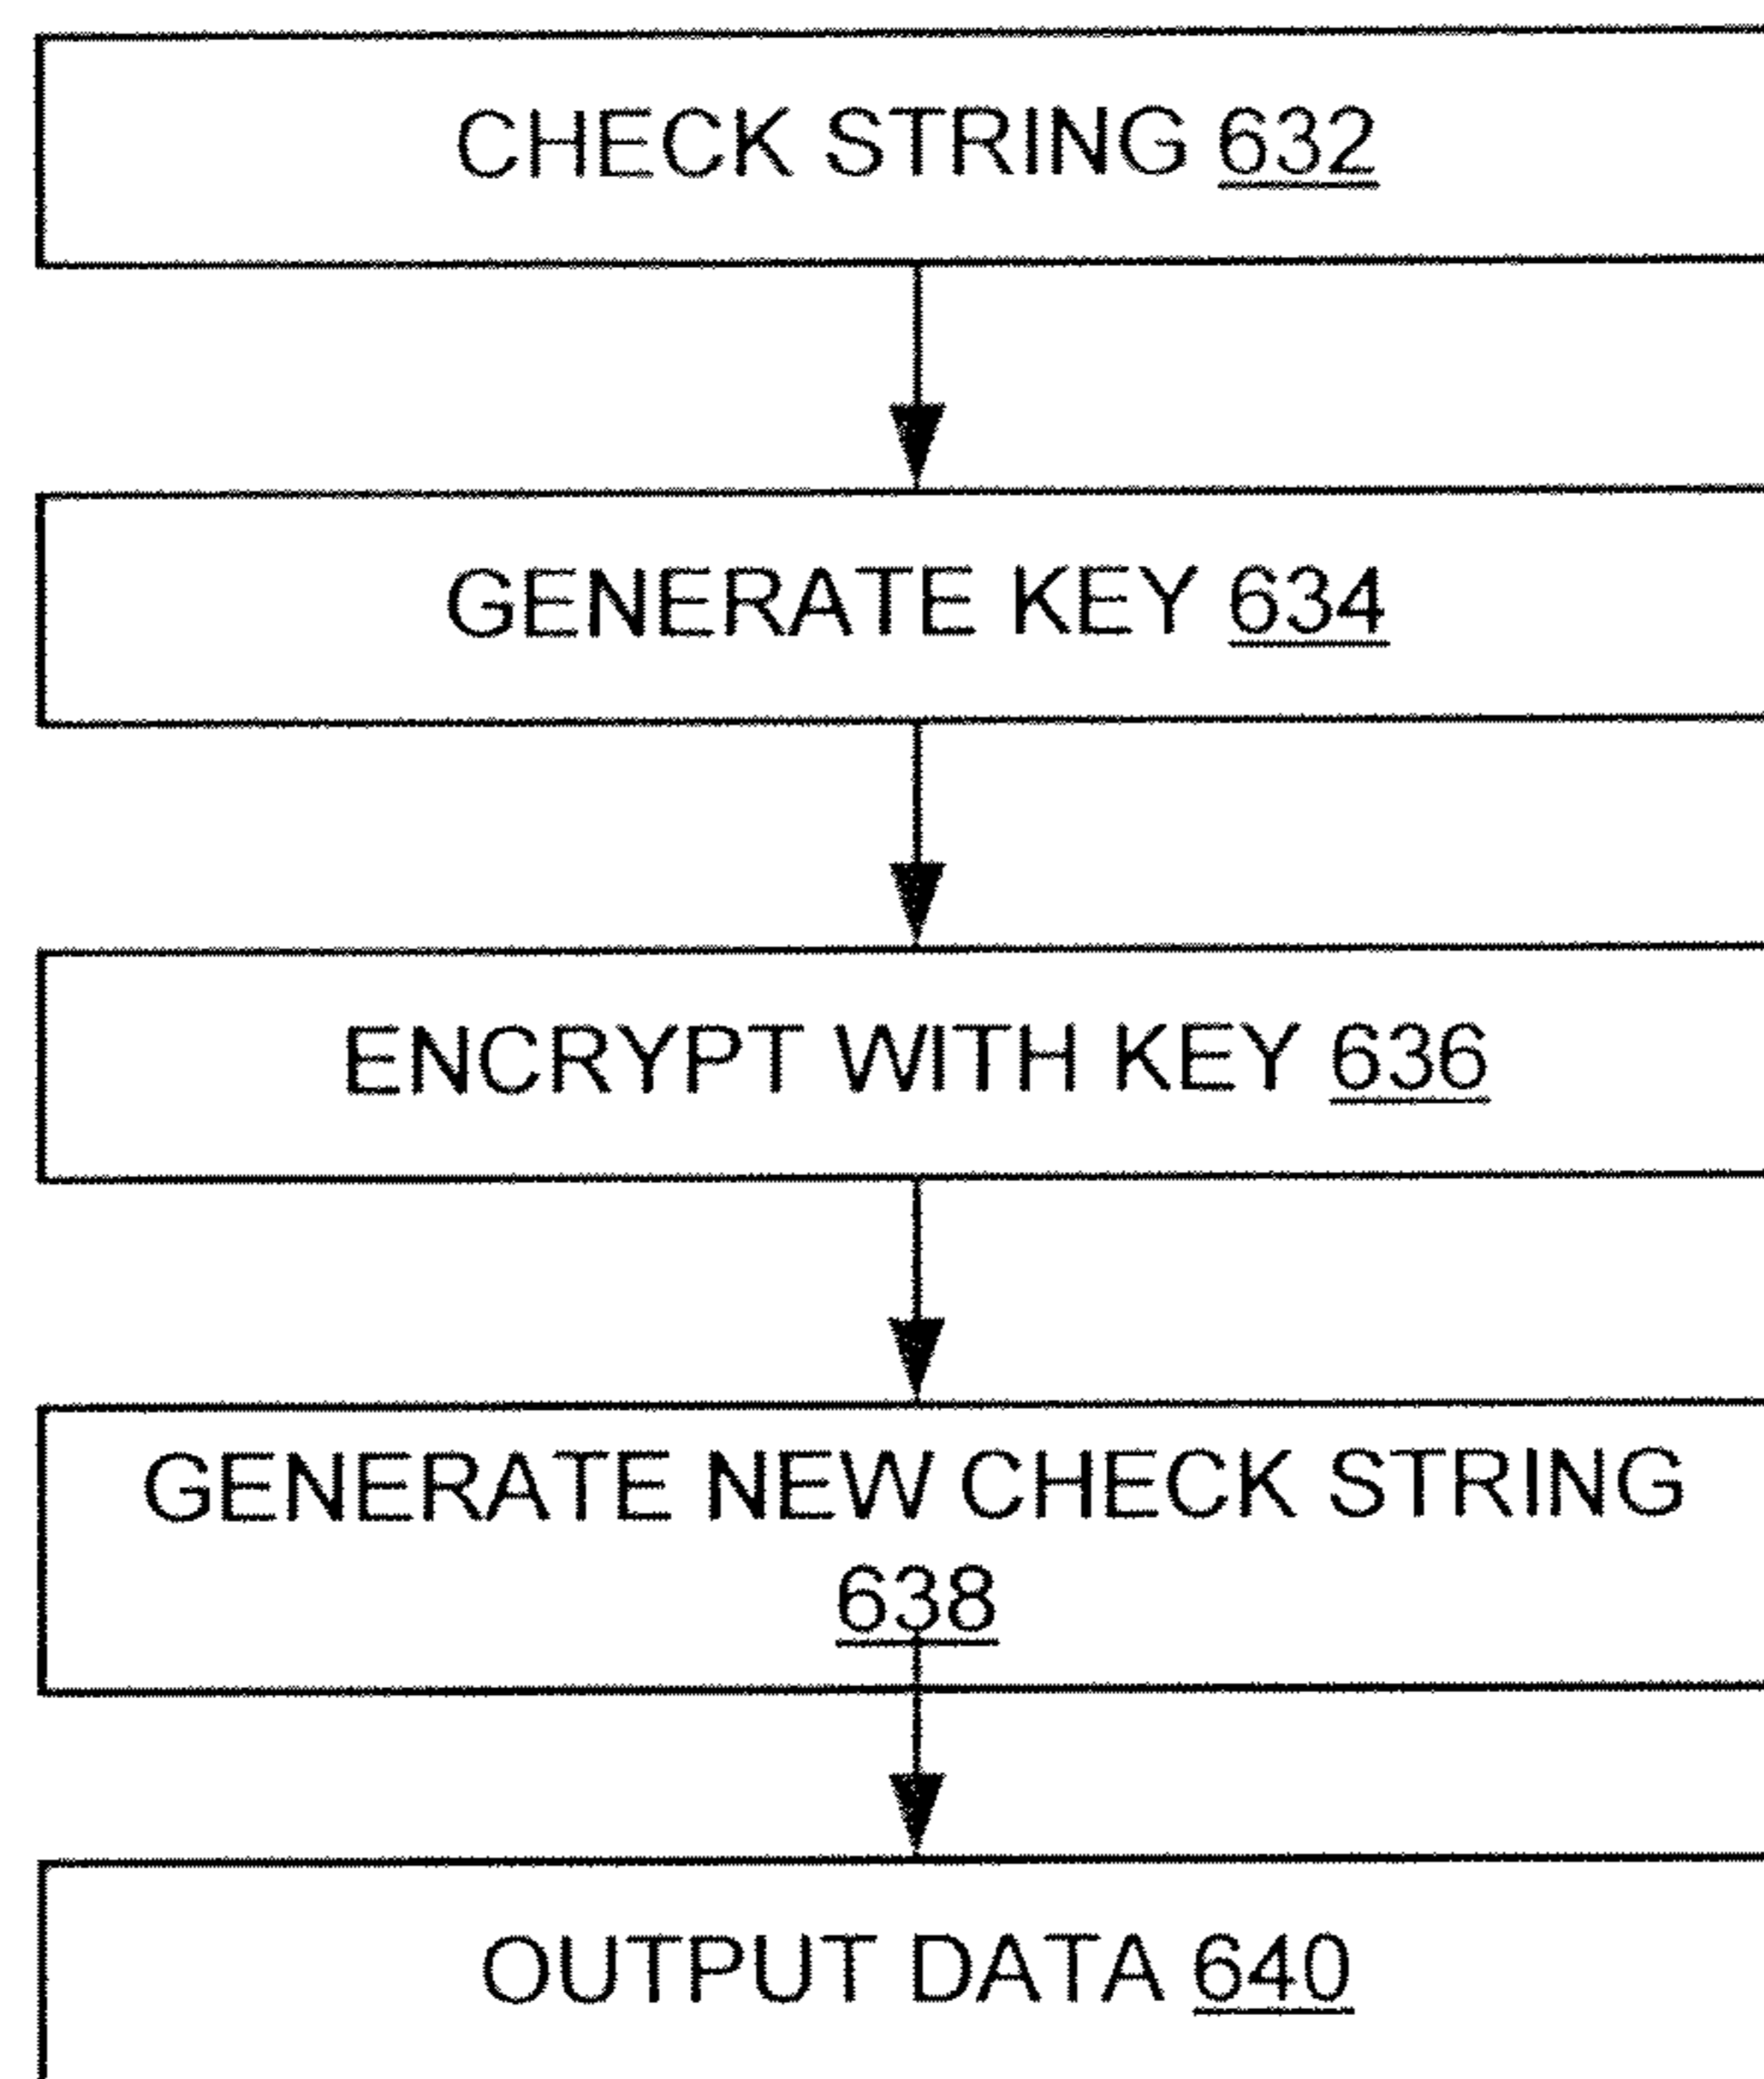 CHECK STRING 632
GENERATE KEY 634
ENCRYPT WITH KEY 636
GENERATE NEW CHECK STRING
638
OUTPUT DATA 640